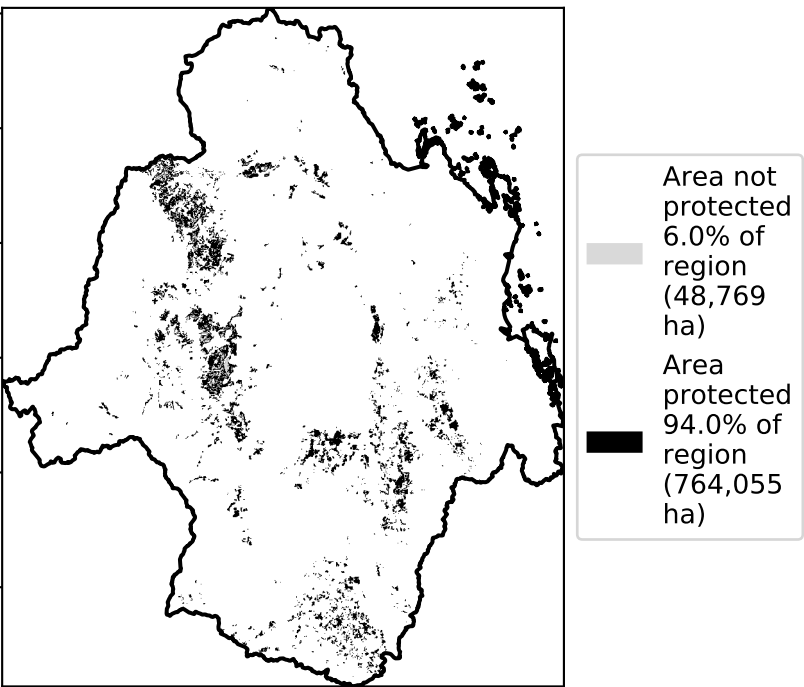 Area not
protected
6.0% of
region
(48,769
ha)
Area
protected
94.0% of
region
(764,055
ha)